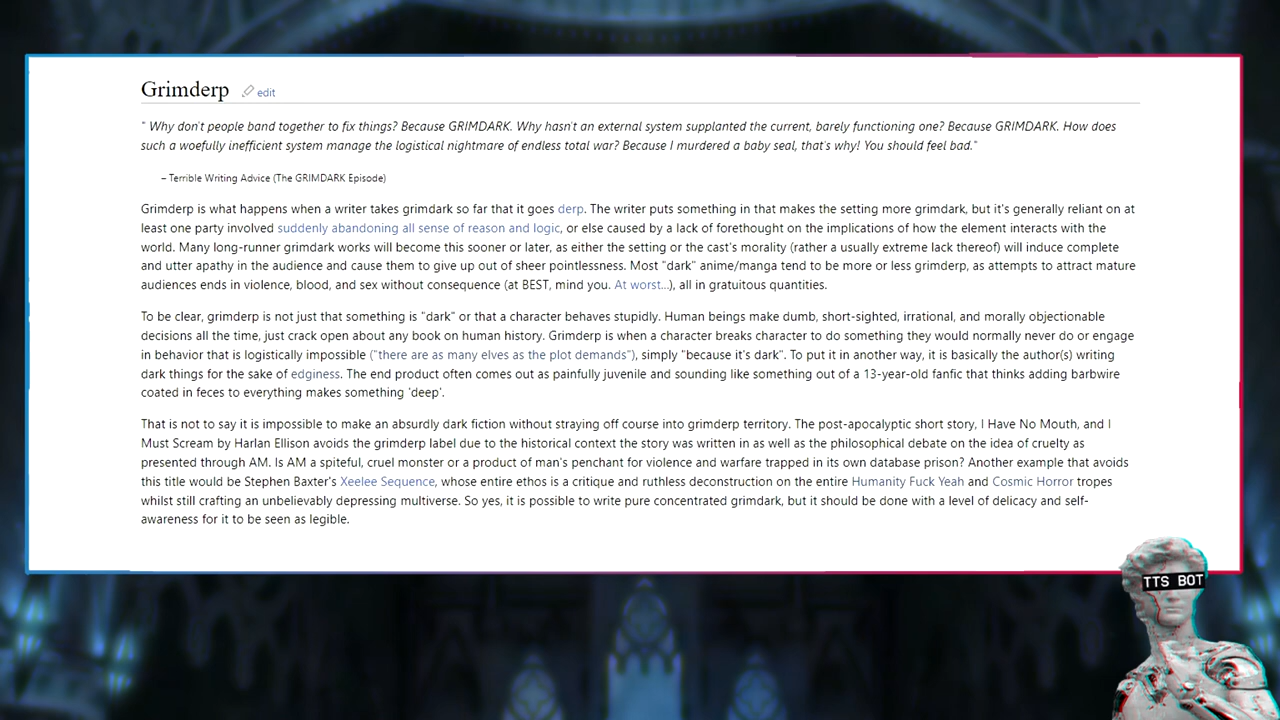 Grimderp edit
" Why don't people band together to fix things? Because GRIMDARK. Why hasn't an external system supplanted the current, barely functioning one? Because GRIMDARK. How does
such a woefully inefficient system manage the logistical nightmare of endless total war? Because I murdered a baby seal, that's why! You should feel bad."
– Terrible Writing Advice (The GRIMDARK Episode)
Grimderp is what happens when a writer takes grimdark so far that it goes derp. The writer puts something in that makes the setting more grimdark, but it's generally reliant on at
least one party involved suddenly abandoning all sense of reason and logic, or else caused by a lack of forethought on the implications of how the element interacts with the
world. Many long-runner grimdark works will become this sooner or later, as either the setting or the cast's morality (rather a usually extreme lack thereof) will induce complete
and utter apathy in the audience and cause them to give up out of sheer pointlessness. Most "dark" anime/manga tend to be more or less grimderp, as attempts to attract mature
audiences ends in violence, blood, and sex without consequence (at BEST, mind you. At worst...), all in gratuitous quantities.
To be clear, grimderp is not just that something is "dark" or that a character behaves stupidly. Human beings make dumb, short-sighted, irrational, and morally objectionable
decisions all the time, just crack open about any book on human history. Grimderp is when a character breaks character to do something they would normally never do or engage
in behavior that is logistically impossible ("there are as many elves as the plot demands"), simply "because it's dark". To put it in another way, it is basically the author(s) writing
dark things for the sake of edginess. The end product often comes out as painfully juvenile and sounding like something out of a 13-year-old fanfic that thinks adding barbwire
coated in feces to everything makes something 'deep'.
That is not to say it is impossible to make an absurdly dark fiction without straying off course into grimderp territory. The post-apocalyptic short story, I Have No Mouth, and I
Must Scream by Harlan Ellison avoids the grimderp label due to the historical context the story was written in as well as the philosophical debate on the idea of cruelty as
presented through AM. Is AM a spiteful, cruel monster or a product of man's penchant for violence and warfare trapped in its own database prison? Another example that avoids
this title would be Stephen Baxter's Xeelee Sequence, whose entire ethos is a critique and ruthless deconstruction on the entire Humanity Fuck Yeah and Cosmic Horror tropes
whilst still crafting an unbelievably depressing multiverse. So yes, it is possible to write pure concentrated grimdark, but it should be done with a level of delicacy and self-
awareness for it to be seen as legible.
TTS BOT